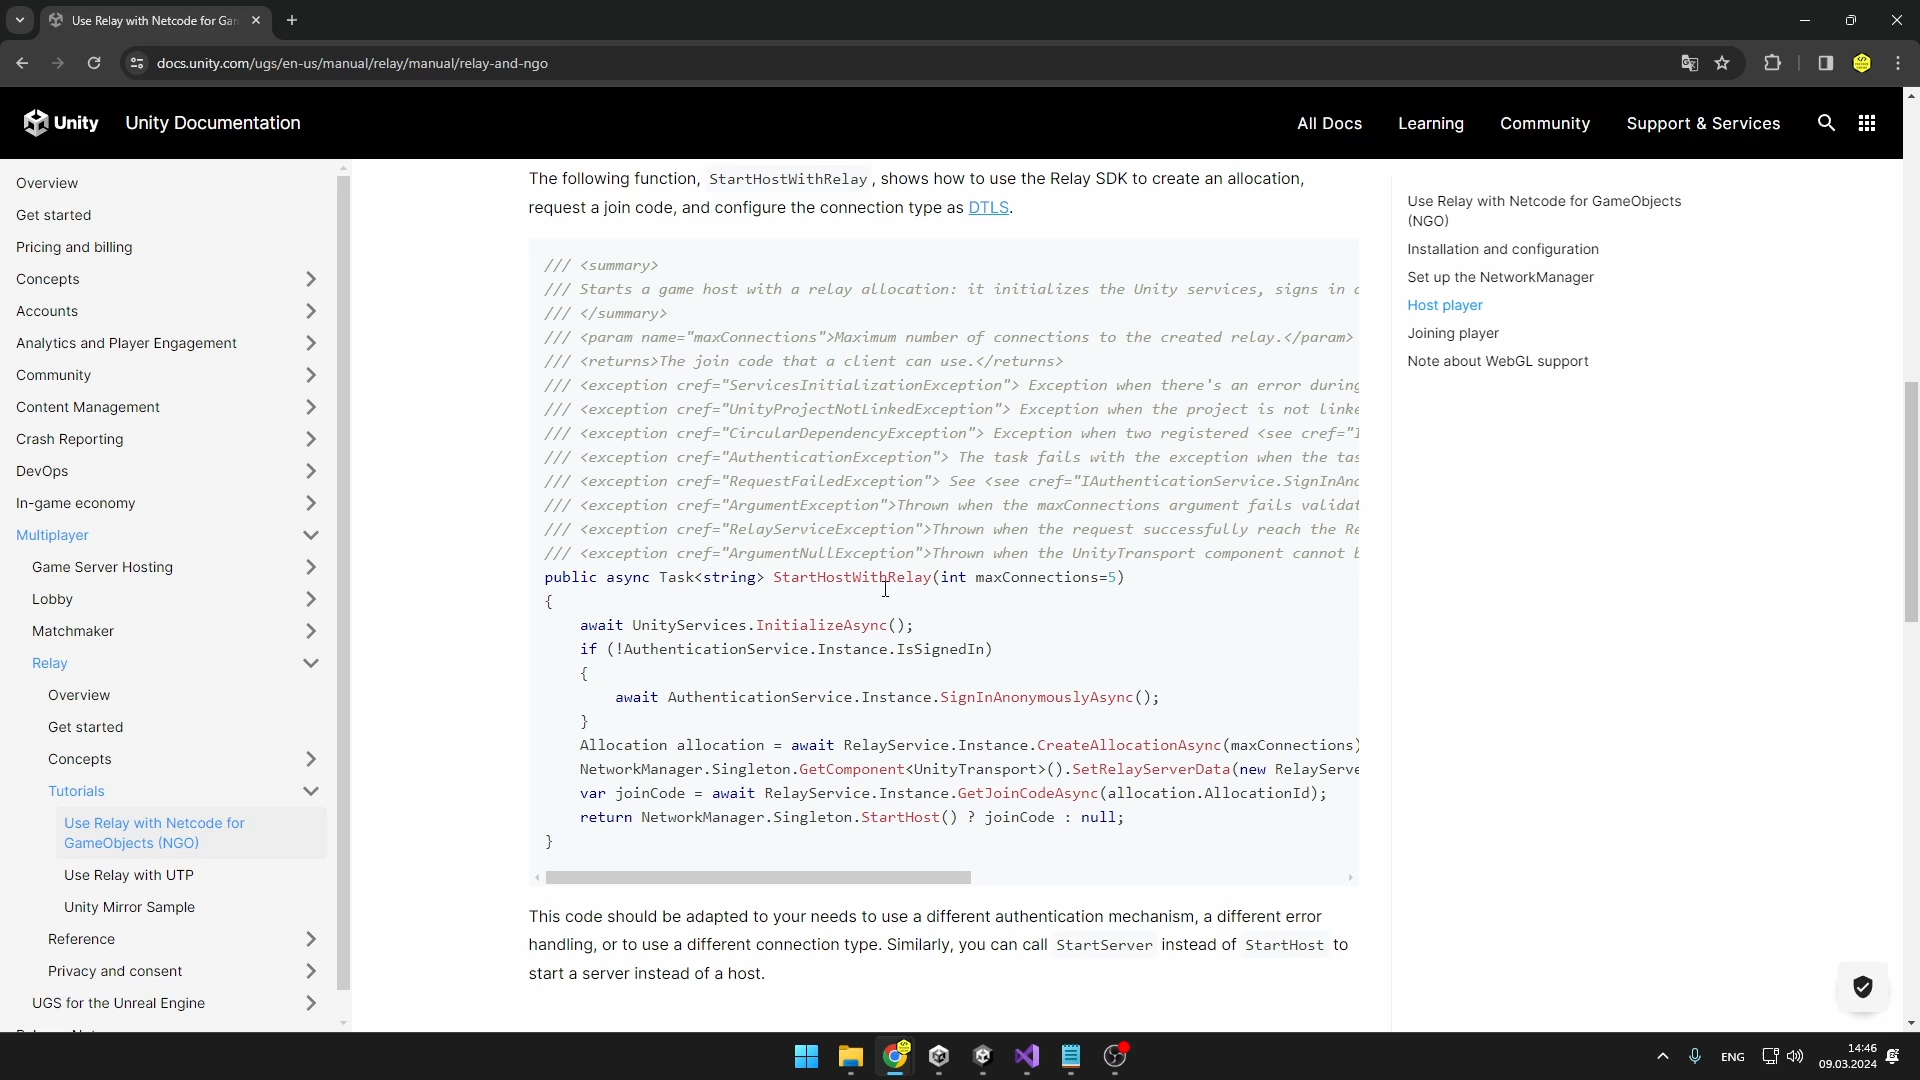 Use Relay with Netcode for Gam
docs.unity.com/ugs/en-us/manual/relay/manual/relay-and-ngo
Unity
Unity Documentation
All Docs
Learning
Community
Support & Services
Overview
Get started
Pricing and billing
Concepts
Accounts
Analytics and Player Engagement
Community
Content Management
Crash Reporting
DevOps
In-game economy
Multiplayer
Game Server Hosting
Lobby
Matchmaker
Relay
Overview
Get started
Concepts
Tutorials
Use Relay with Netcode for
GameObjects (NGO)
Use Relay with UTP
Unity Mirror Sample
Reference
Privacy and consent
UGS for the Unreal Engine
The following function, StartHostWithRelay, shows how to use the Relay SDK to create an allocation,
request a join code, and configure the connection type as DTLS.
/// <summary>
/// Starts a game host with a relay allocation: it initializes the Unity services, signs in
/// </summary>
/// <param name="maxConnections">Maximum number of connections to the created relay.</param>
/// <returns>The join code that a client can use.</returns>
/// <exception cref="ServicesInitializationException"> Exception when there's an error during
/// <exception cref="UnityProjectNotLinkedException"> Exception when the project is not linke
/// <exception cref="CircularDependencyException"> Exception when two registered <see cref="I
/// <exception cref="AuthenticationException"> The task fails with the exception when the tas
/// <exception cref="RequestFailedException"> See <see cref="IAuthenticationService.SignInAno
/// <exception cref="ArgumentException">Thrown when the maxConnections argument fails validat
/// <exception cref="RelayServiceException">Thrown when the request successfully reach the Re
/// <exception cref="ArgumentNullException">Thrown when the UnityTransport component cannot b
public async Task<string> StartHostWithRelay(int maxConnections=5)
{
await UnityServices.InitializeAsync();
if (!AuthenticationService.Instance.IsSignedIn)
{
await AuthenticationService.Instance.SignInAnonymouslyAsync();
}
Allocation allocation = await RelayService.Instance.CreateAllocationAsync(maxConnections)
NetworkManager.Singleton.GetComponent<UnityTransport>().SetRelayServerData(new RelayServe
var joinCode = await RelayService.Instance.GetJoinCodeAsync(allocation.AllocationId);
return NetworkManager.Singleton.StartHost() ? joinCode : null;
}
This code should be adapted to your needs to use a different authentication mechanism, a different error
handling, or to use a different connection type. Similarly, you can call StartServer instead of StartHost to
start a server instead of a host.
Use Relay with Netcode for GameObjects
(NGO)
Installation and configuration
Set up the NetworkManager
Host player
Joining player
Note about WebGL support
ENG
14:46
09.03.2024